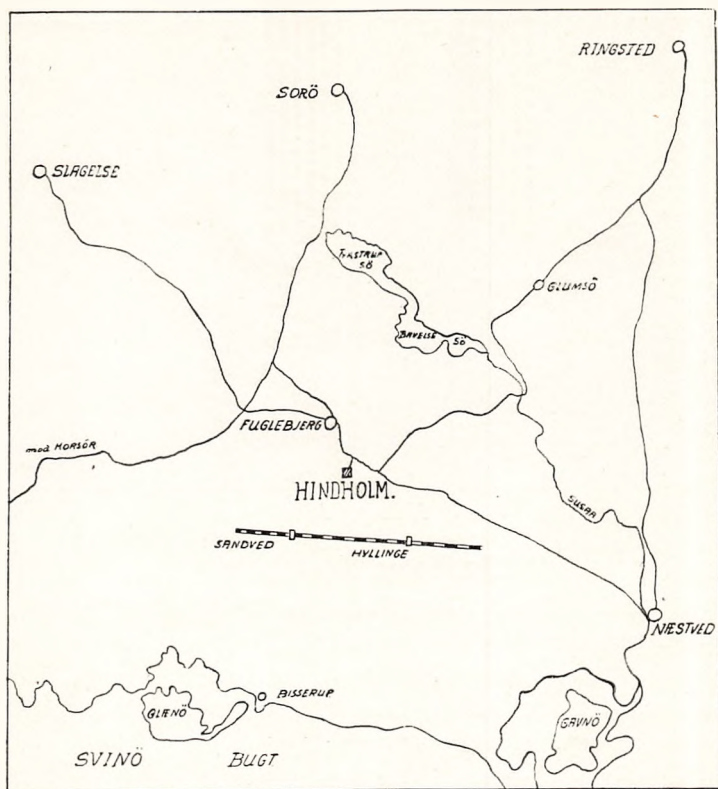 RINGSTED
SORÖ
SLAGELSE
TYSTRUP
SÖ
GLUMSÖ
BAVELSE SÖ
FUGLEBJERG
mod KORSÖR
HINDHOLM.
SUSAA
SANDVED
HYLLINGE
NÆSTVED
BISSERUP
GLÆNÖ
GAVNÖ
SVINÖ BUGT